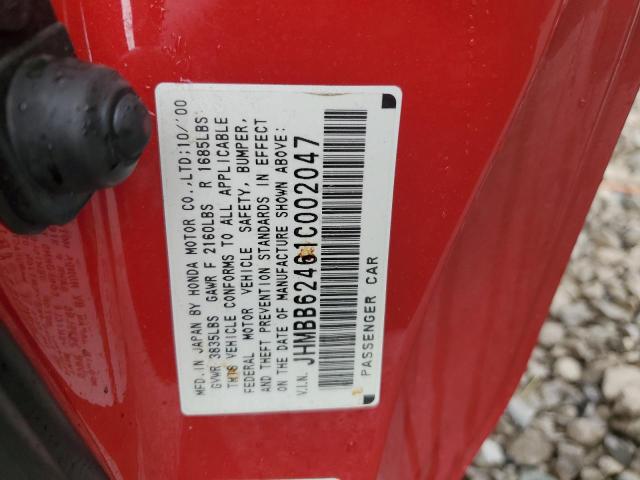 MFD.IN JAPAN BY HONDA MOTOR CO.,LTD;10/'00
GVWR 3835LBS GAWR F 2160LBS R 1685LBS
THIS VEHICLE CONFORMS TO ALL APPLICABLE
FEDERAL MOTOR VEHICLE SAFETY, BUMPER,
AND THEFT PREVENTION STANDARDS IN EFFECT
ON THE DATE OF MANUFACTURE SHOWN ABOVE:
V.I.N. JHMBB62461C002047
PASSENGER CAR